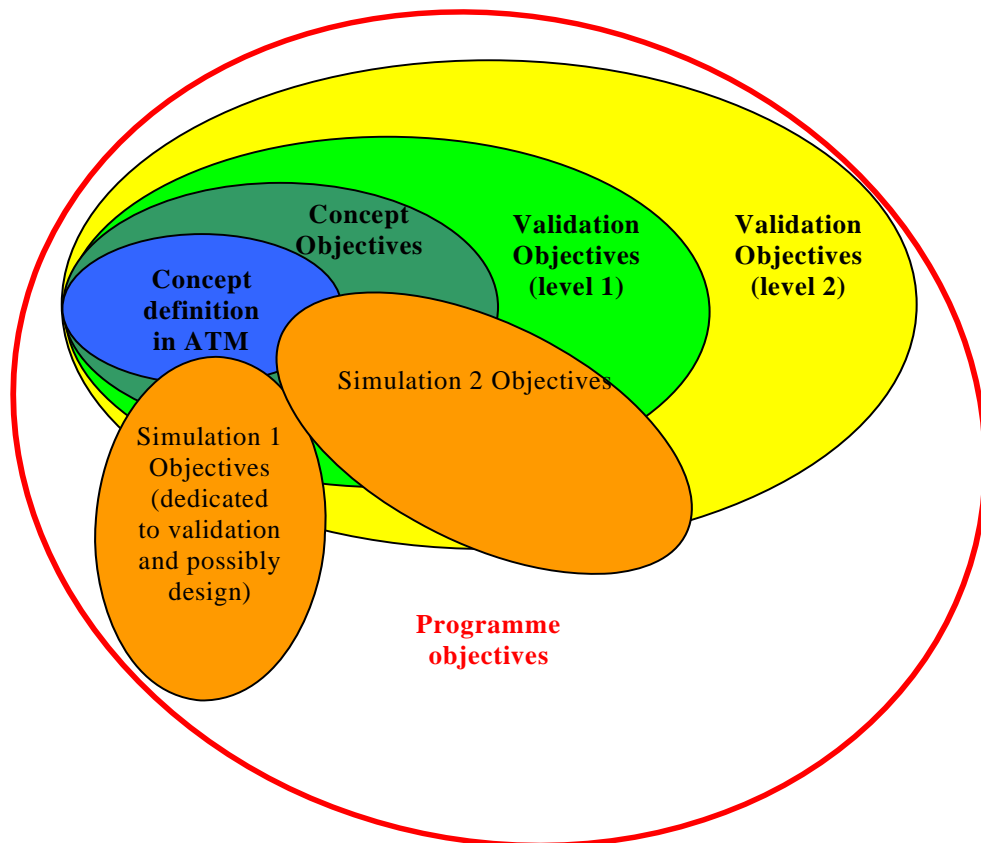 Concept
Objectives
Validation
Objectives
(level 1)
Validation
Objectives
(level 2)
Concept
definition
in ATM
Simulation 2 Objectives
Simulation 1
Objectives
(dedicated
to validation
and possibly
design)
Programme
objectives